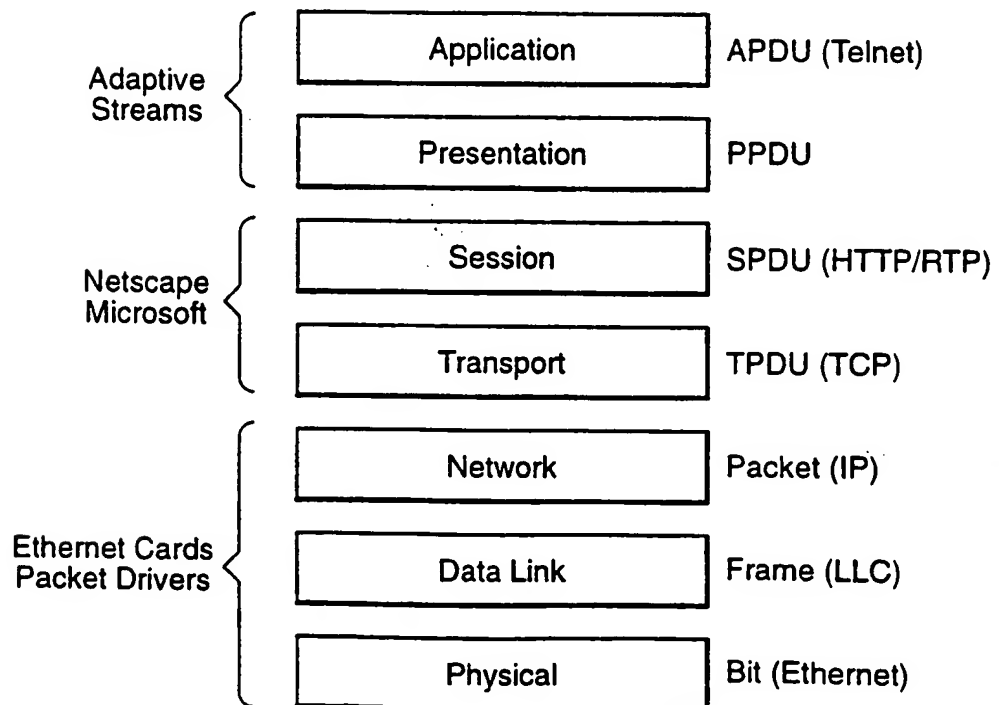 Adaptive
Streams
Application
APDU (Telnet)
Presentation
PPDU
Netscape
Microsoft
Session
SPDU (HTTP/RTP)
Transport
TPDU (TCP)
Ethernet Cards
Packet Drivers
Network
Packet (IP)
Data Link
Frame (LLC)
Physical
Bit (Ethernet)